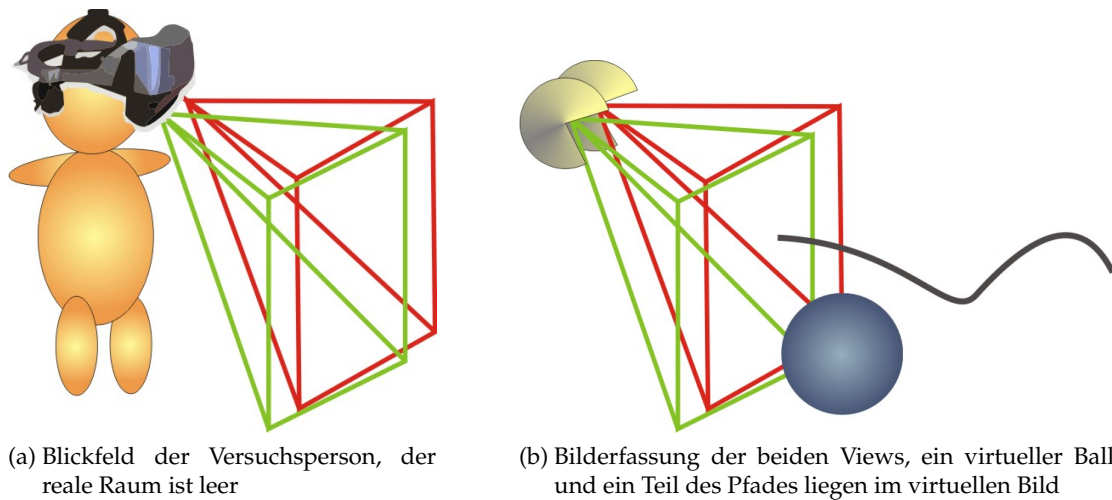 (a) Blickfeld der Versuchsperson, der
reale Raum ist leer
(b) Bilderfassung der beiden Views, ein virtueller Ball
und ein Teil des Pfades liegen im virtuellen Bild